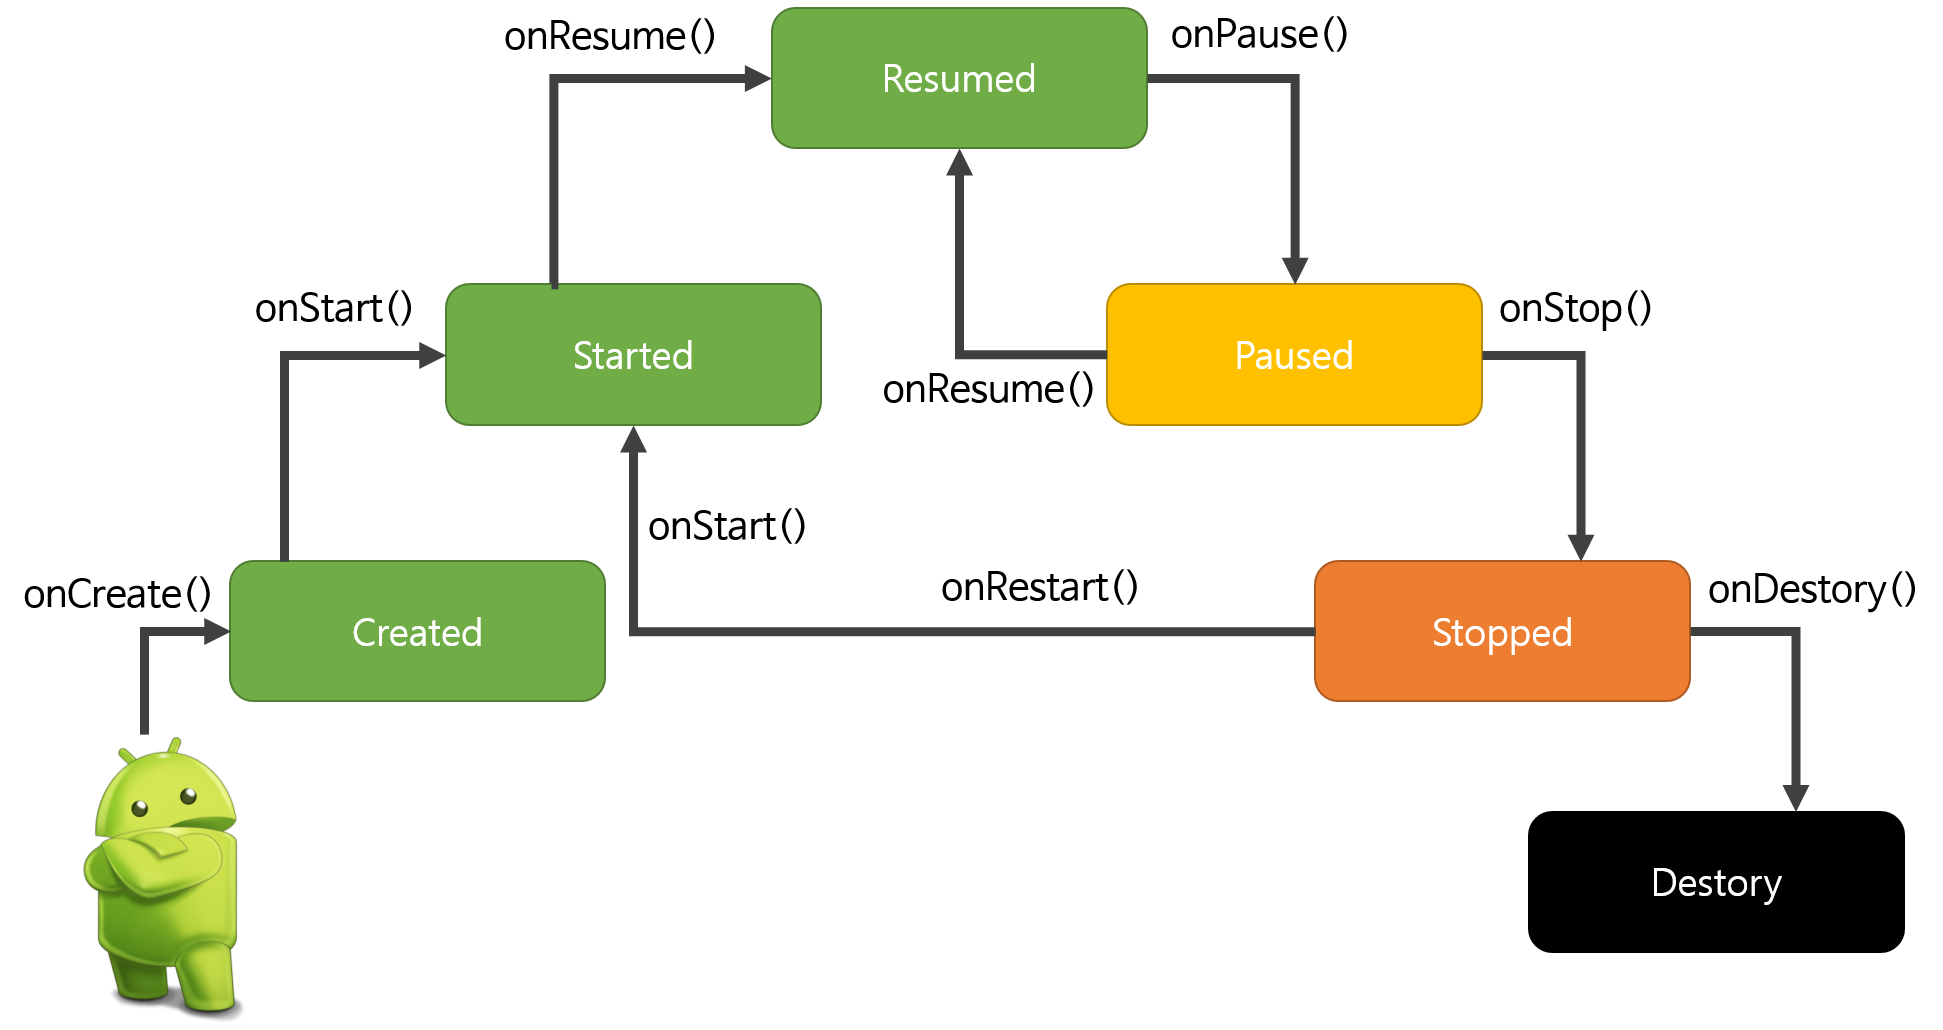 onResume()
Resumed
onPause()
onStart()
Started
onResume()
Paused
onStop()
onCreate()
Created
onStart()
onRestart()
Stopped
onDestory()
Destory